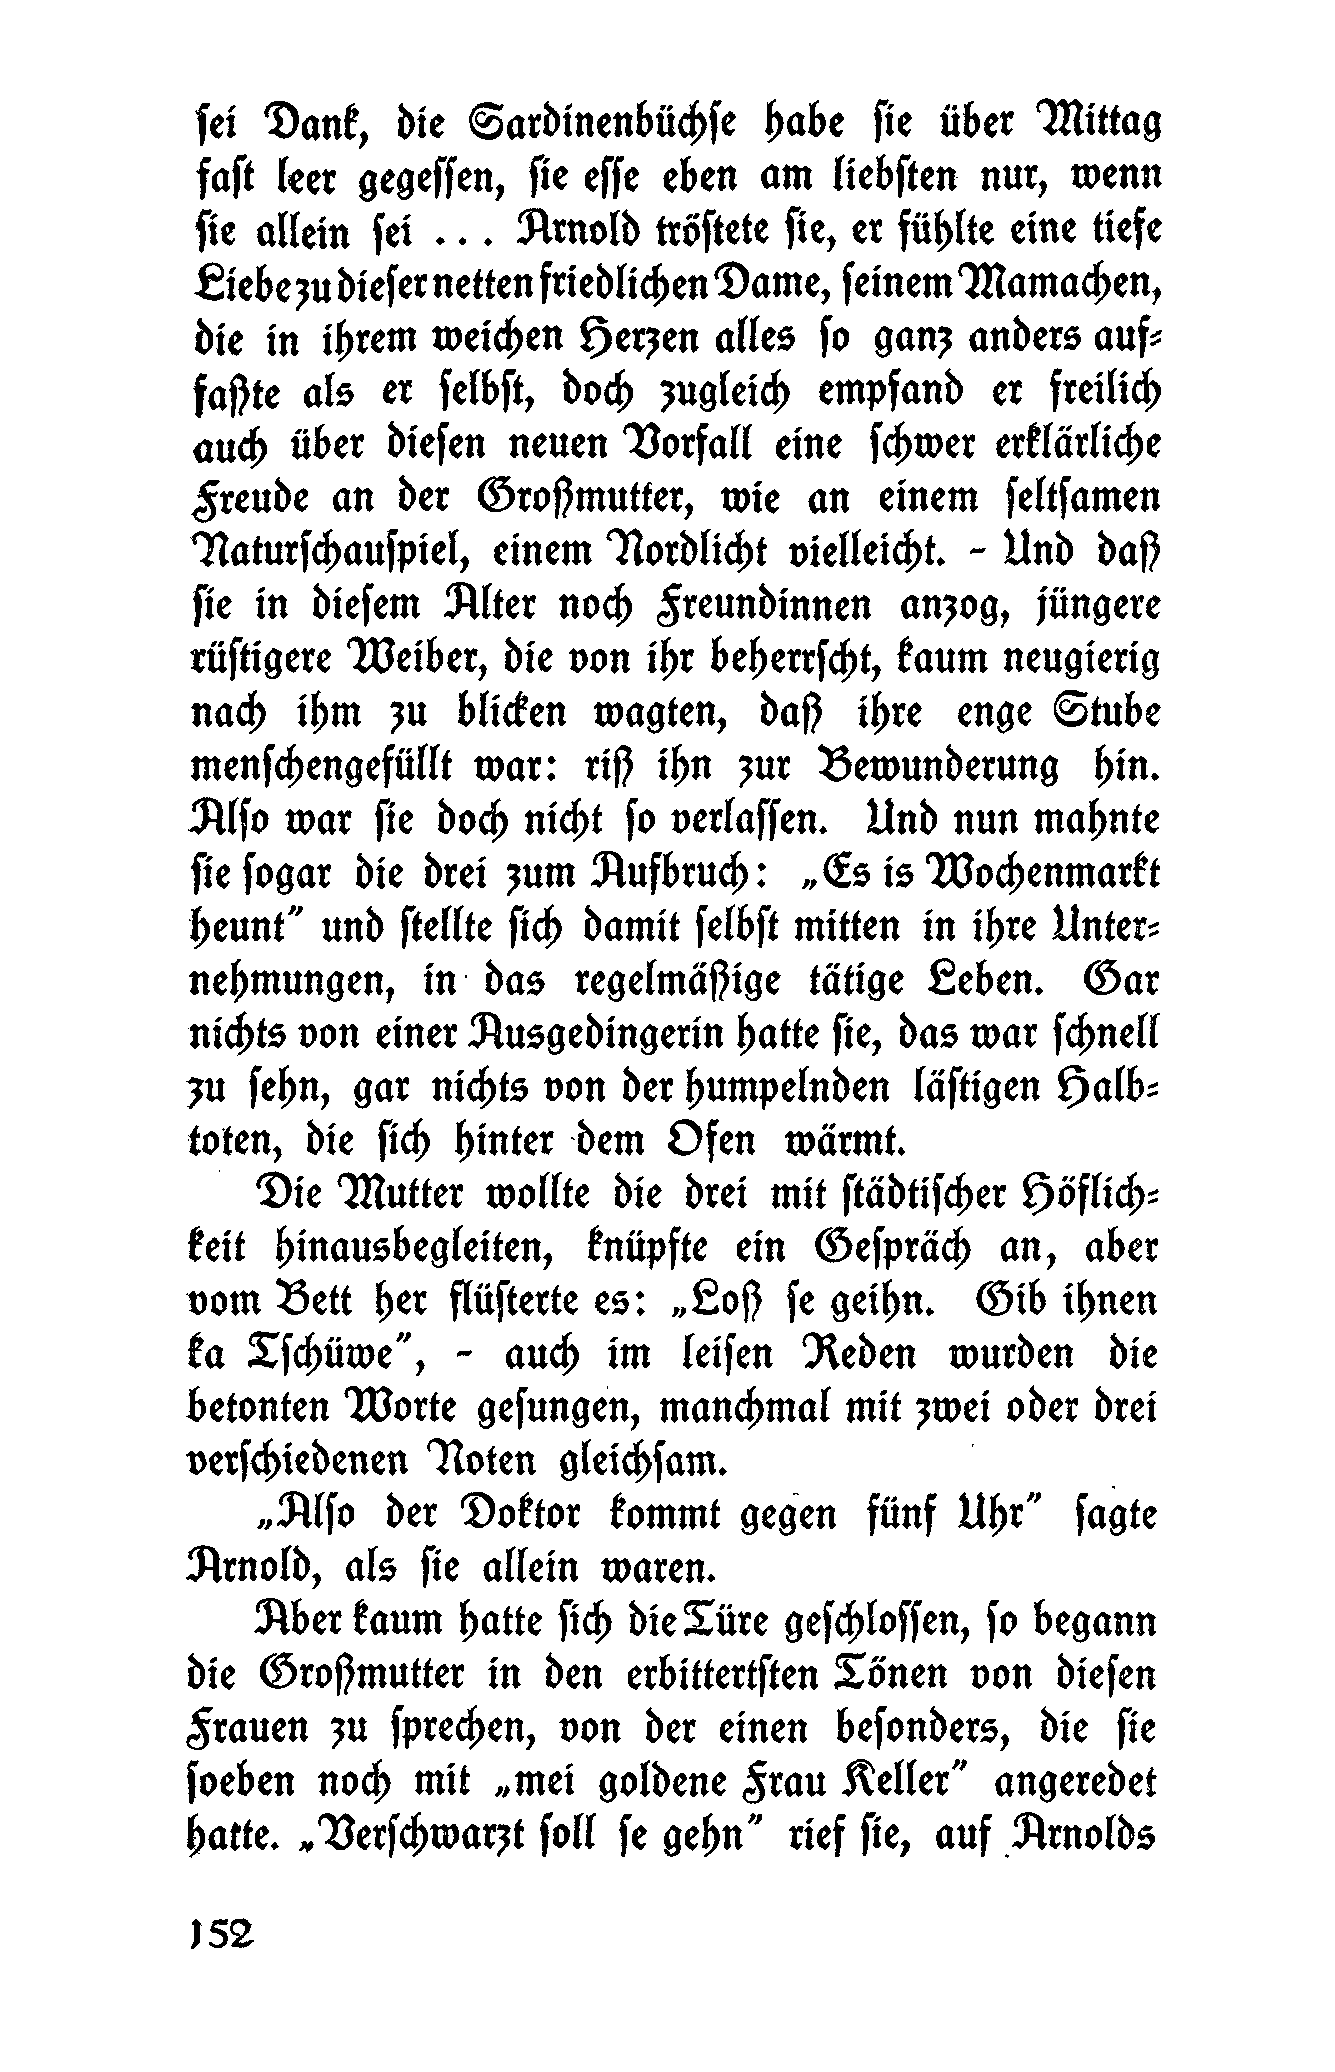 sei Dank, die Sardinenbüchse habe sie über Mittag
fast leer gegessen, sie esse eben am liebsten nur, wenn
sie allein sei ... Arnold tröstete sie, er fühlte eine tiefe
Liebe zu dieser netten friedlichen Dame, seinem Mamachen,
die in ihrem weichen Herzen alles so ganz anders auf-
faßte als er selbst, doch zugleich empfand er freilich
auch über diesen neuen Vorfall eine schwer erklärliche
Freude an der Großmutter, wie an einem seltsamen
Naturschauspiel, einem Nordlicht vielleicht. - Und daß
sie in diesem Alter noch Freundinnen anzog, jüngere
rüstigere Weiber, die von ihr beherrscht, kaum neugierig
nach ihm zu blicken wagten, daß ihre enge Stube
menschengefüllt war: riß ihn zur Bewunderung hin.
Also war sie doch nicht so verlassen. Und nun mahnte
sie sogar die drei zum Aufbruch: „Es is Wochenmarkt
heunt" und stellte sich damit selbst mitten in ihre Unter-
nehmungen, in das regelmäßige tätige Leben. Gar
nichts von einer Ausgedingerin hatte sie, das war schnell
zu sehn, gar nichts von der humpelnden lästigen Halb-
toten, die sich hinter dem Ofen wärmt.
Die Mutter wollte die drei mit städtischer Höflich-
keit hinausbegleiten, knüpfte ein Gespräch an, aber
vom Bett her flüsterte es: „Loß se geihn. Gib ihnen
ka Tschüwe", - auch im leisen Reden wurden die
betonten Worte gesungen, manchmal mit zwei oder drei
verschiedenen Noten gleichsam.
„Also der Doktor kommt gegen fünf Uhr" sagte
Arnold, als sie allein waren.
Aber kaum hatte sich die Türe geschlossen, so begann
die Großmutter in den erbittertsten Tönen von diesen
Frauen zu sprechen, von der einen besonders, die sie
soeben noch mit „mei goldene Frau Keller" angeredet
hatte. „Verschwarzt soll se gehn" rief sie, auf Arnolds
152